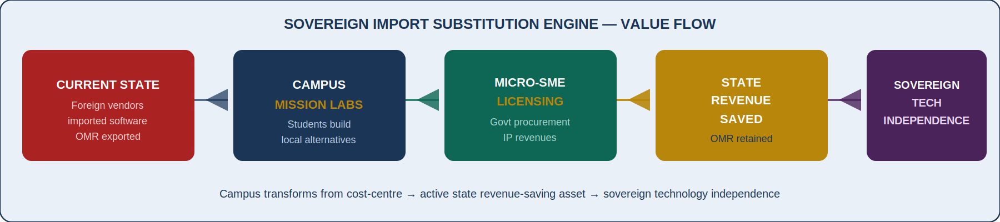 SOVEREIGN IMPORT SUBSTITUTION ENGINE — VALUE FLOW
CURRENT STATE
Foreign vendors
imported software
OMR exported
CAMPUS
MISSION LABS
Students build
local alternatives
MICRO-SME
LICENSING
Govt procurement
IP revenues
STATE
REVENUE
SAVED
OMR retained
SOVEREIGN
TECH
INDEPENDENCE
Campus transforms from cost-centre → active state revenue-saving asset → sovereign technology independence